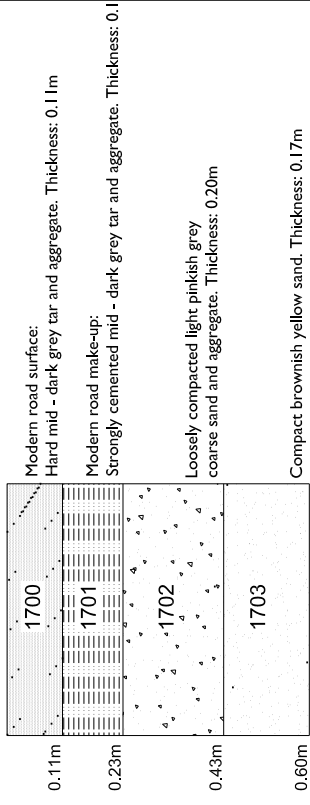 Modern road surface:
Hard mid - dark grey tar and aggregate. Thickness: 0.11m
Modern road make-up:
Strongly cemented mid - dark grey tar and aggregate. Thickness:
Loosely compacted light pinkish grey
coarse sand and aggregate. Thickness: 0.20m
Compact brownish yellow sand. Thickness: 0.17m
1700
1701
1702
1703
0.11m
0.23m
0.43m
0.60m